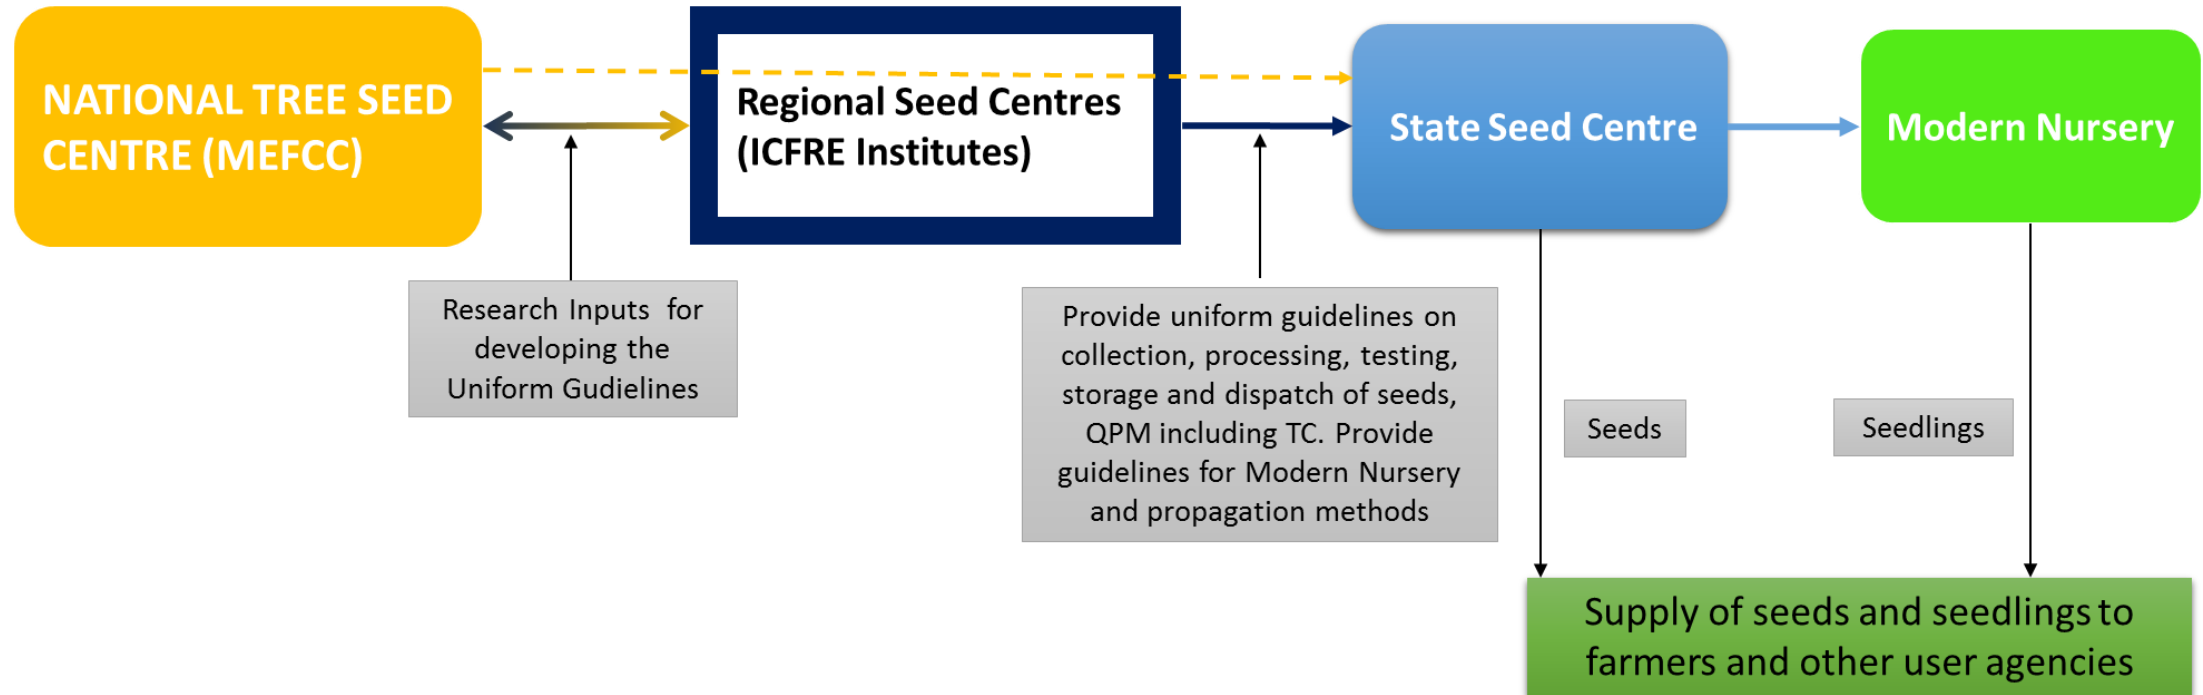 NATIONAL TREE SEED
CENTRE (MEFCC)
Regional Seed Centres
(ICFRE Institutes)
State Seed Centre
Modern Nursery
Research Inputs for
developing the
Uniform Gudielines
Provide uniform guidelines on
collection, processing, testing,
storage and dispatch of seeds,
QPM including TC. Provide
guidelines for Modern Nursery
and propagation methods
Seeds
Seedlings
Supply of seeds and seedlings to
farmers and other user agencies